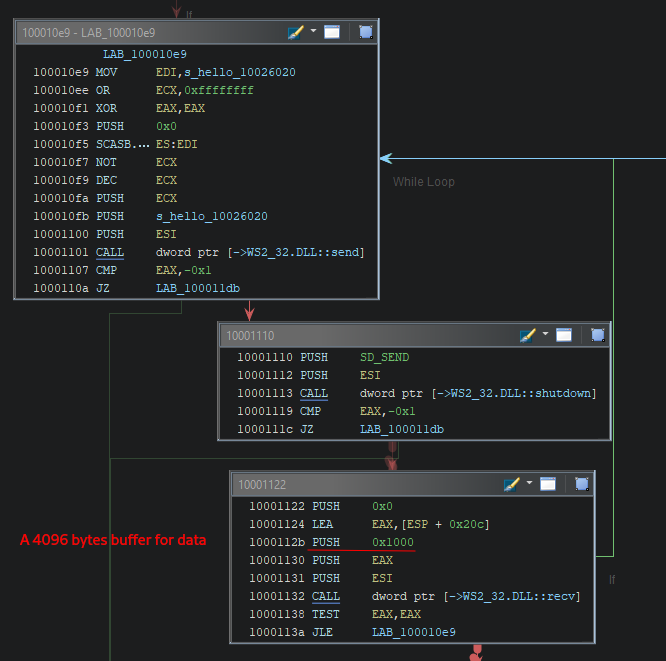 If
100010e9 - LAB_100010e9
LAB_100010e9
100010e9 MOV EDI,s_hello_10026020
100010ee OR ECX,0xffffffff
100010f1 XOR EAX,EAX
100010f3 PUSH 0x0
100010f5 SCASB.... ES:EDI
100010f7 NOT ECX
100010f9 DEC ECX
100010fa PUSH ECX
100010fb PUSH s_hello_10026020
10001100 PUSH ESI
10001101 CALL dword ptr [->WS2_32.DLL::send]
10001107 CMP EAX,-0x1
1000110a JZ LAB_100011db
While Loop
10001110
10001110 PUSH SD_SEND
10001112 PUSH ESI
10001113 CALL dword ptr [->WS2_32.DLL::shutdown]
10001119 CMP EAX,-0x1
1000111c JZ LAB_100011db
10001122
10001122 PUSH 0x0
10001124 LEA EAX,[ESP + 0x20c]
A 4096 bytes buffer for data
1000112b PUSH 0x1000
10001130 PUSH EAX
10001131 PUSH ESI
10001132 CALL dword ptr [->WS2_32.DLL::recv]
10001138 TEST EAX,EAX
1000113a JLE LAB_100010e9
If